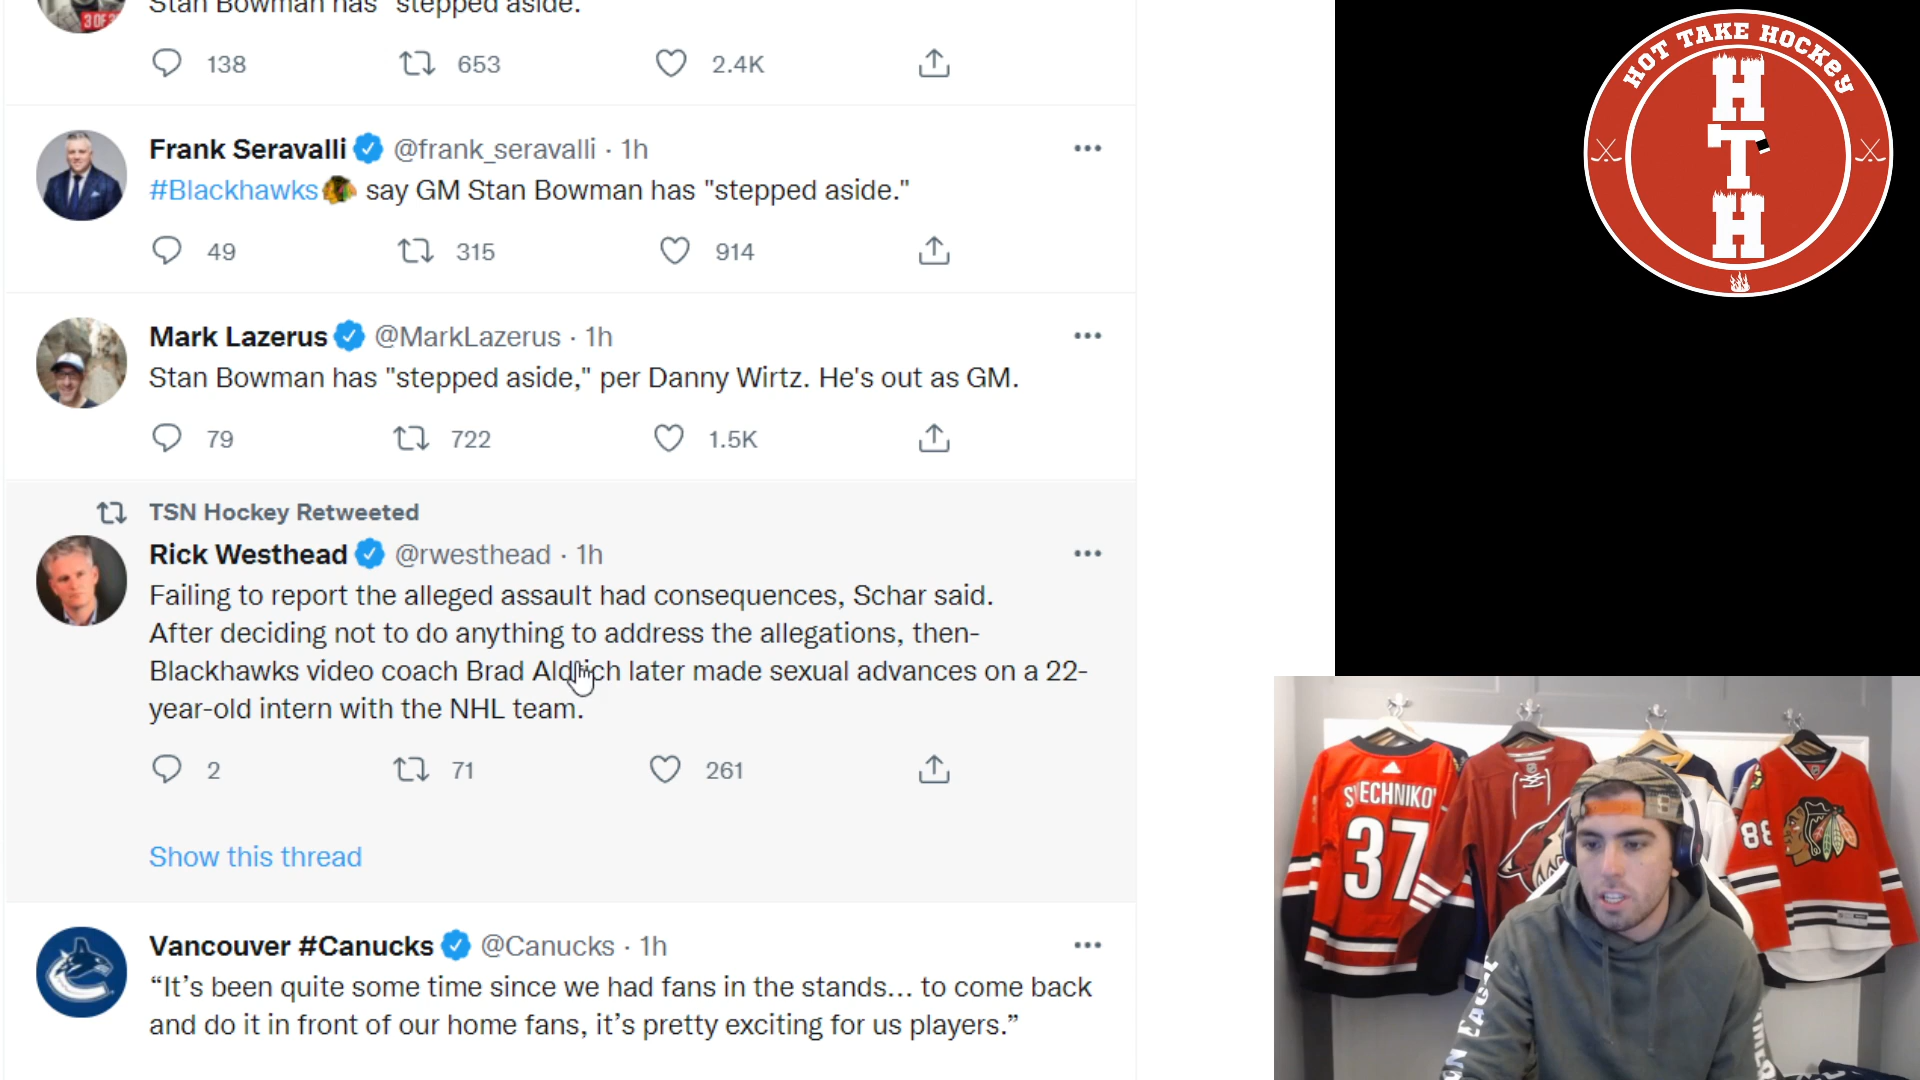 Stan Bowman has "stepped aside."
138 653 2.4K
Frank Seravalli @frank_seravalli · 1h
#Blackhawks say GM Stan Bowman has "stepped aside."
49 315 914
Mark Lazerus @MarkLazerus · 1h
Stan Bowman has "stepped aside," per Danny Wirtz. He's out as GM.
79 722 1.5K
TSN Hockey Retweeted
Rick Westhead @rwesthead · 1h
Failing to report the alleged assault had consequences, Schar said.
After deciding not to do anything to address the allegations, then-
Blackhawks video coach Brad Aldrich later made sexual advances on a 22-
year-old intern with the NHL team.
2 71 261
Show this thread
Vancouver #Canucks @Canucks · 1h
“It’s been quite some time since we had fans in the stands... to come back
and do it in front of our home fans, it’s pretty exciting for us players.”
HOT TAKE HOCKEY
H
T
H
37
88